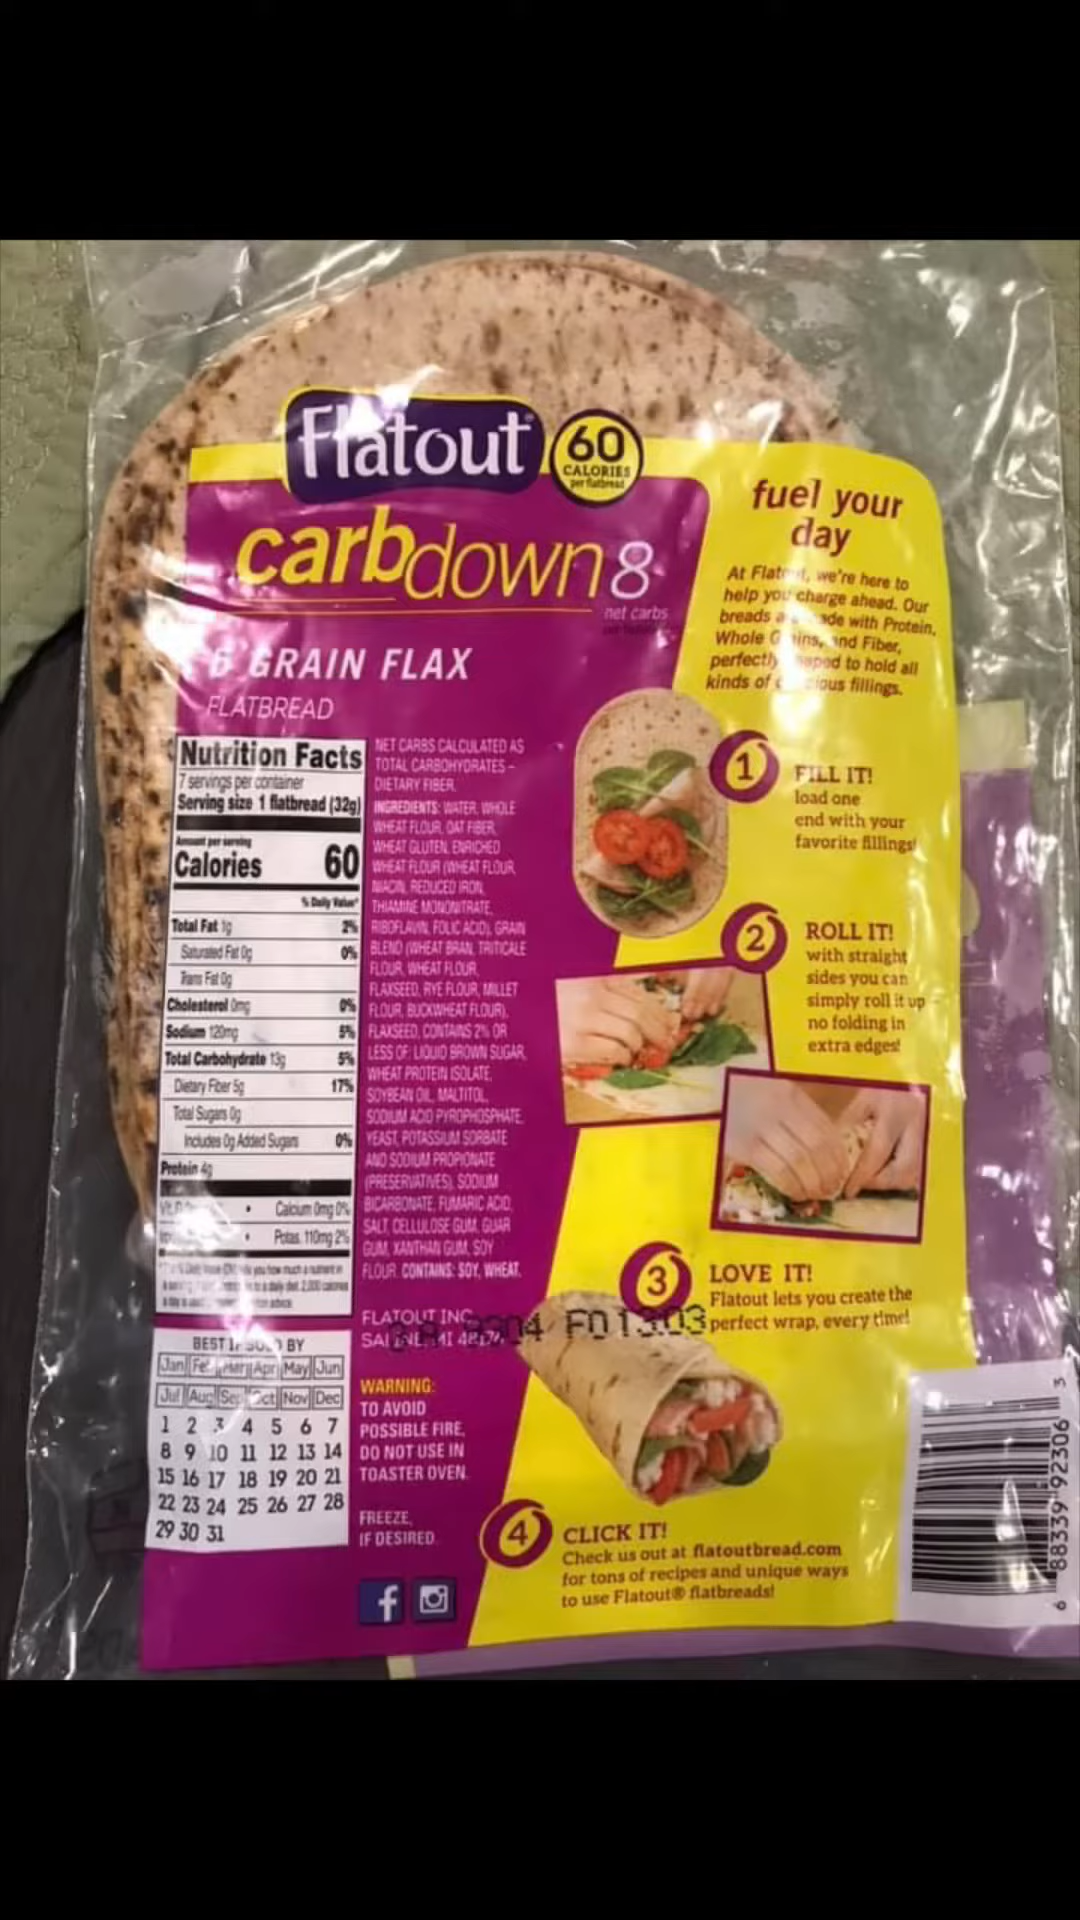 Flatout®
60
CALORIES
per flatbread
carbdown 8
net carbs
6 GRAIN FLAX
FLATBREAD
Nutrition Facts
7 servings per container
Serving size 1 flatbread (32g)
Amount per serving
Calories 60
% Daily Value*
Total Fat 1g 2%
Saturated Fat 0g 0%
Trans Fat 0g
Cholesterol 0mg 0%
Sodium 120mg 5%
Total Carbohydrate 13g 5%
Dietary Fiber 5g 17%
Total Sugars 0g
Includes 0g Added Sugars 0%
Protein 4g
• Calcium 0mg 0%
• Potas. 110mg 2%
BEST IF SOLD BY
Jan Feb Mar Apr May Jun
Jul Aug Sep Oct Nov Dec
1 2 3 4 5 6 7
8 9 10 11 12 13 14
15 16 17 18 19 20 21
22 23 24 25 26 27 28
29 30 31
NET CARBS CALCULATED AS
TOTAL CARBOHYDRATES -
DIETARY FIBER.
INGREDIENTS: WATER, WHOLE
WHEAT FLOUR, OAT FIBER,
WHEAT GLUTEN, ENRICHED
WHEAT FLOUR (WHEAT FLOUR,
NIACIN, REDUCED IRON,
THIAMINE MONONITRATE,
RIBOFLAVIN, FOLIC ACID), GRAIN
BLEND (WHEAT BRAN, TRITICALE
FLOUR, WHEAT FLOUR,
FLAXSEED, RYE FLOUR, MILLET
FLOUR, BUCKWHEAT FLOUR),
FLAXSEED, CONTAINS 2% OR
LESS OF: LIQUID BROWN SUGAR,
WHEAT PROTEIN ISOLATE,
SOYBEAN OIL, MALTITOL,
SODIUM ACID PYROPHOSPHATE,
YEAST, POTASSIUM SORBATE
AND SODIUM PROPIONATE
(PRESERVATIVES), SODIUM
BICARBONATE, FUMARIC ACID,
SALT, CELLULOSE GUM, GUAR
GUM, XANTHAN GUM, SOY
FLOUR. CONTAINS: SOY, WHEAT.
FLATOUT INC.
SALINE, MI 48176
F013:03
WARNING:
TO AVOID
POSSIBLE FIRE,
DO NOT USE IN
TOASTER OVEN.
FREEZE,
IF DESIRED.
f
fuel your
day
At Flatout, we're here to
help you charge ahead. Our
breads are made with Protein,
Whole Grains, and Fiber,
perfectly shaped to hold all
kinds of delicious fillings.
1
FILL IT!
load one
end with your
favorite fillings!
2
ROLL IT!
with straight
sides you can
simply roll it up -
no folding in
extra edges!
3
LOVE IT!
Flatout lets you create the
perfect wrap, every time!
4
CLICK IT!
Check us out at flatoutbread.com
for tons of recipes and unique ways
to use Flatout® flatbreads!
6 88339 92306 3